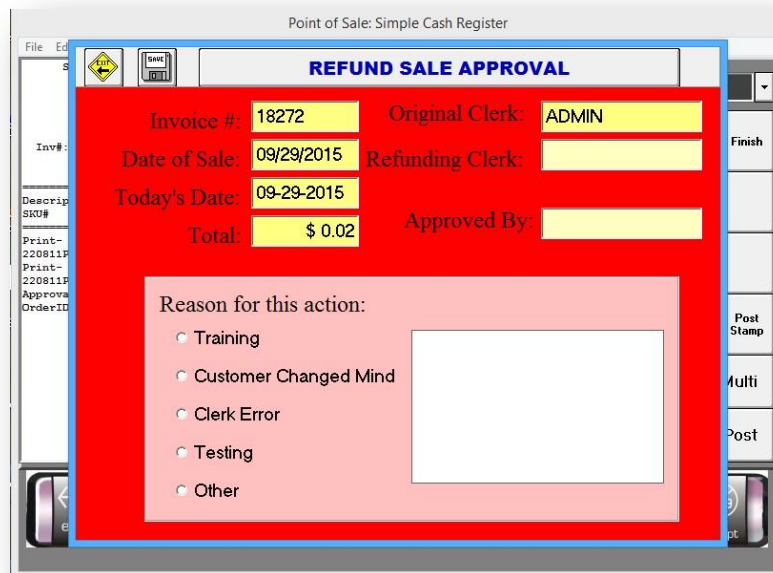 Point of Sale: Simple Cash Register
File Ed
EXIT
SAVE
REFUND SALE APPROVAL
S
Inv#:
Descrip
SKU#
Print-
220811P
Print-
220811P
Approva
OrderID
Invoice #: 18272
Original Clerk: ADMIN
Date of Sale: 09/29/2015
Refunding Clerk:
Today's Date: 09-29-2015
Total: $ 0.02
Approved By:
Reason for this action:
Training
Customer Changed Mind
Clerk Error
Testing
Other
Finish
Post
Stamp
Multi
Post